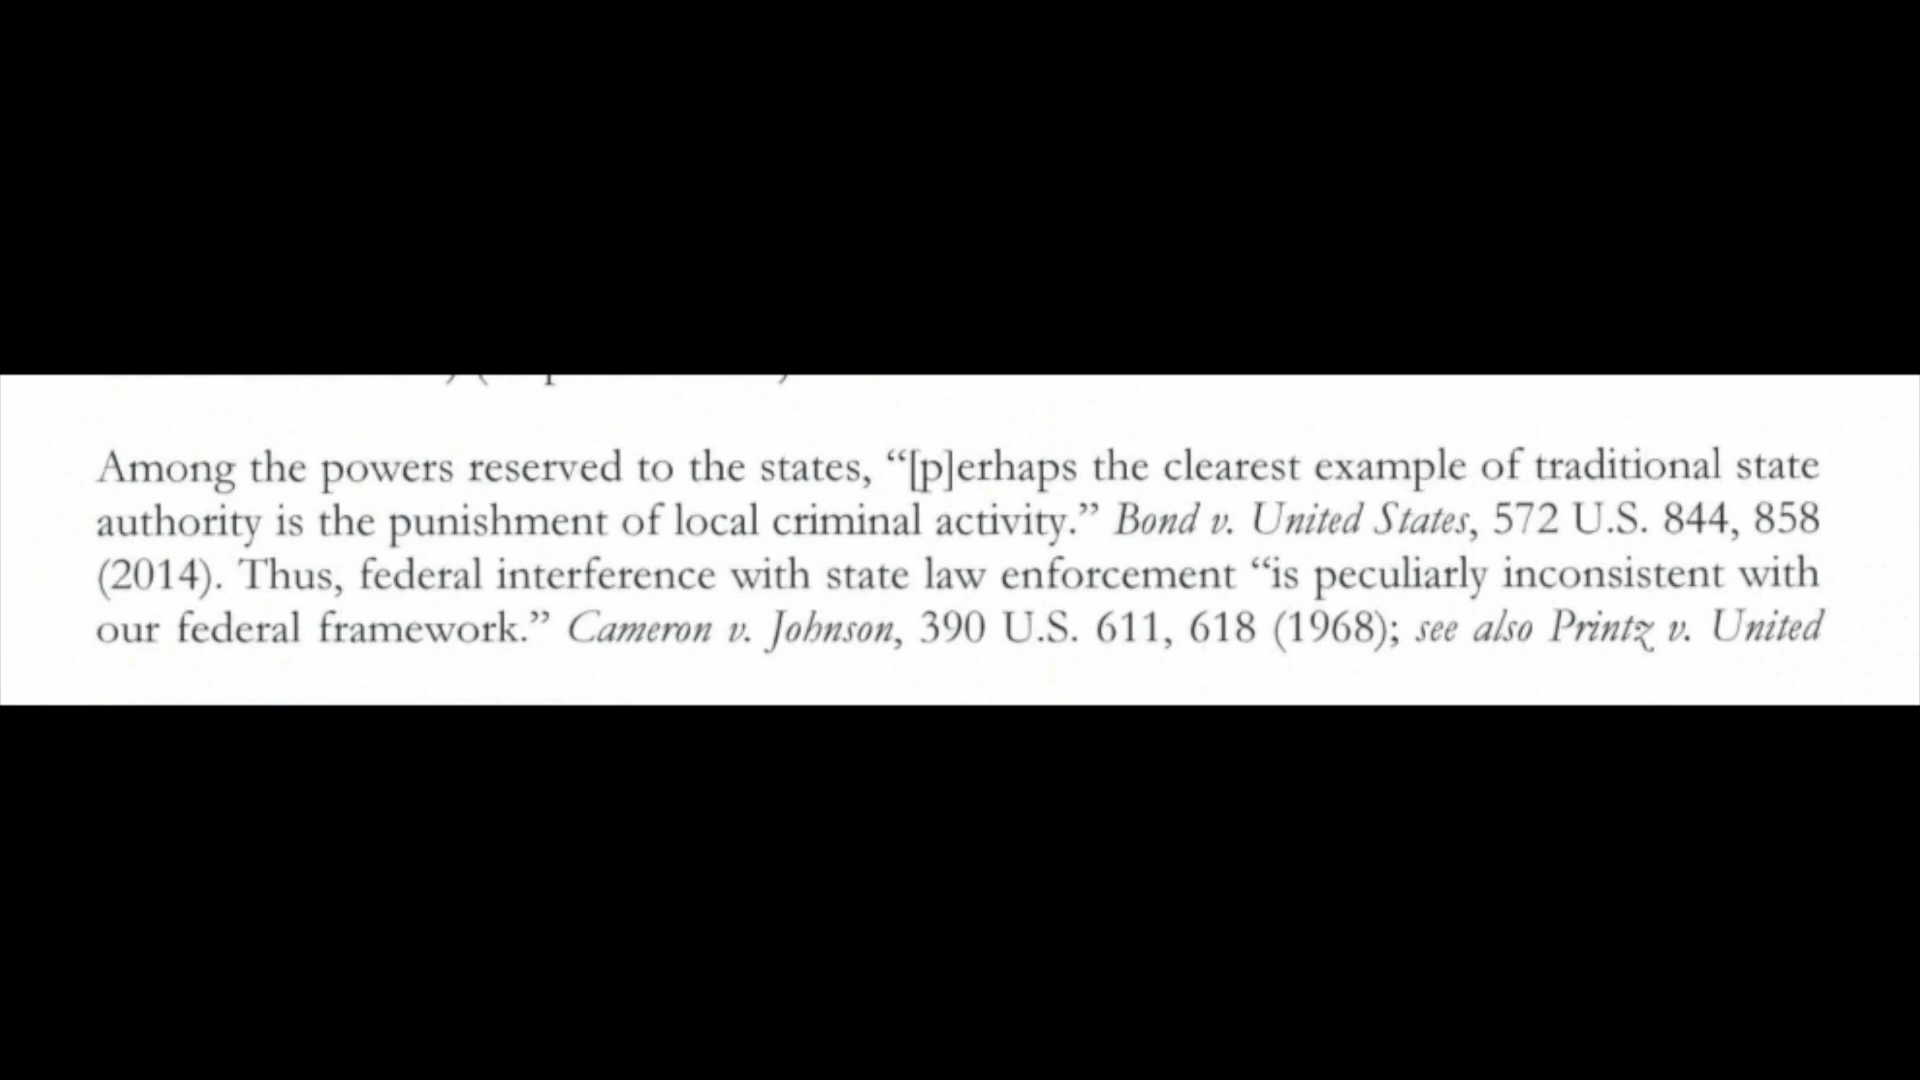 Among the powers reserved to the states, “[p]erhaps the clearest example of traditional state
authority is the punishment of local criminal activity.” Bond v. United States, 572 U.S. 844, 858
(2014). Thus, federal interference with state law enforcement “is peculiarly inconsistent with
our federal framework.” Cameron v. Johnson, 390 U.S. 611, 618 (1968); see also Printz v. United